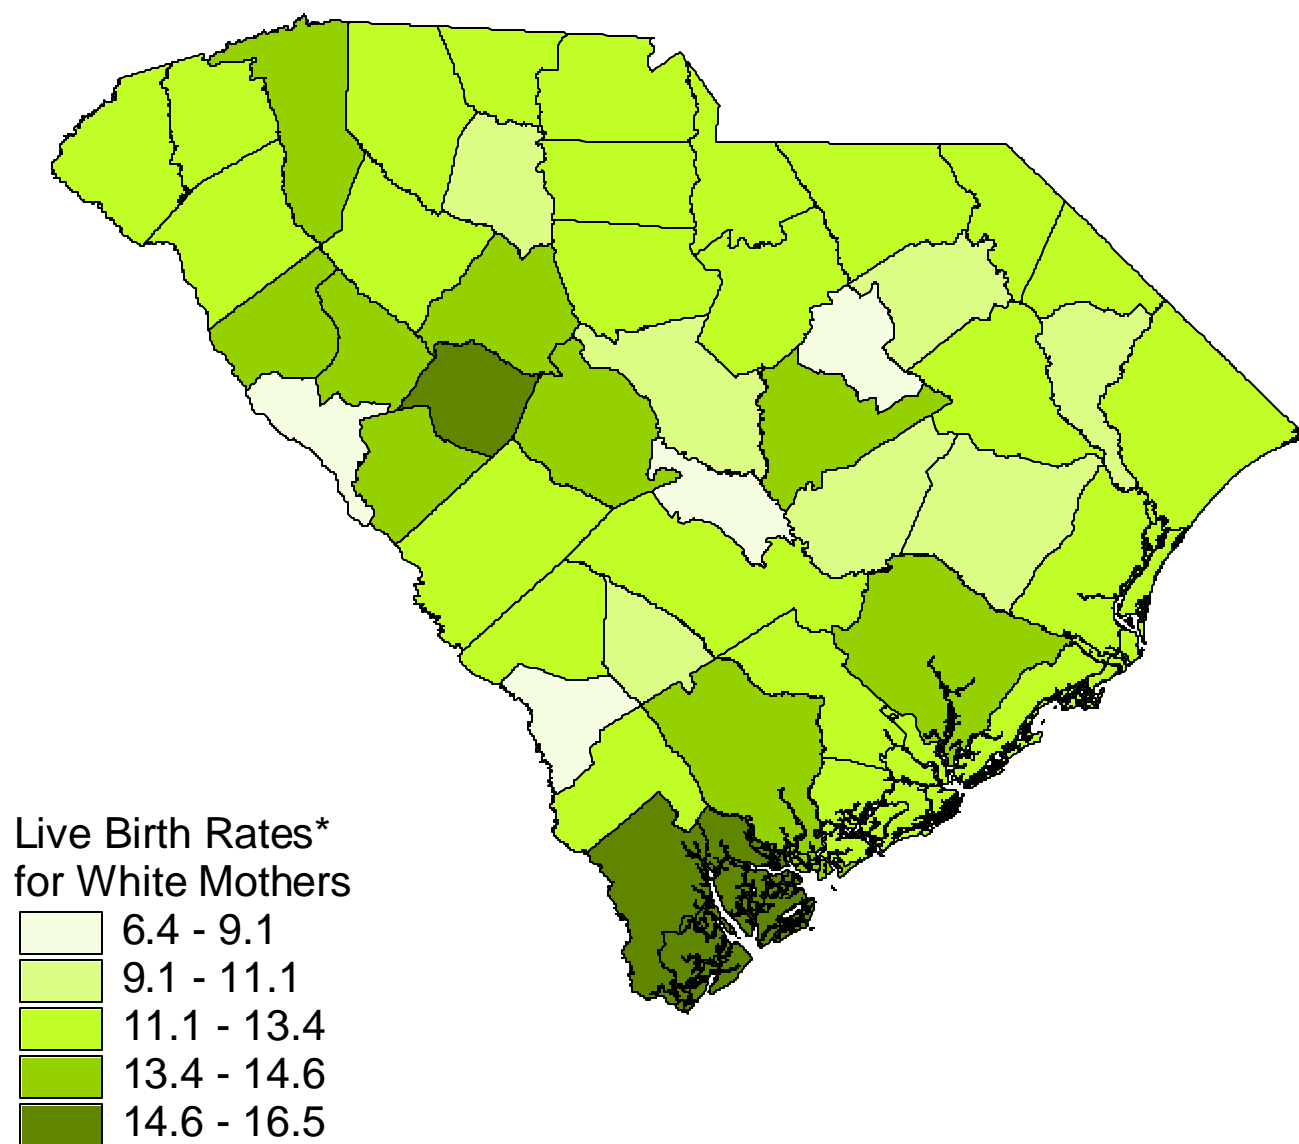 Live Birth Rates*
for White Mothers
6.4 - 9.1
9.1 - 11.1
11.1 - 13.4
13.4 - 14.6
14.6 - 16.5